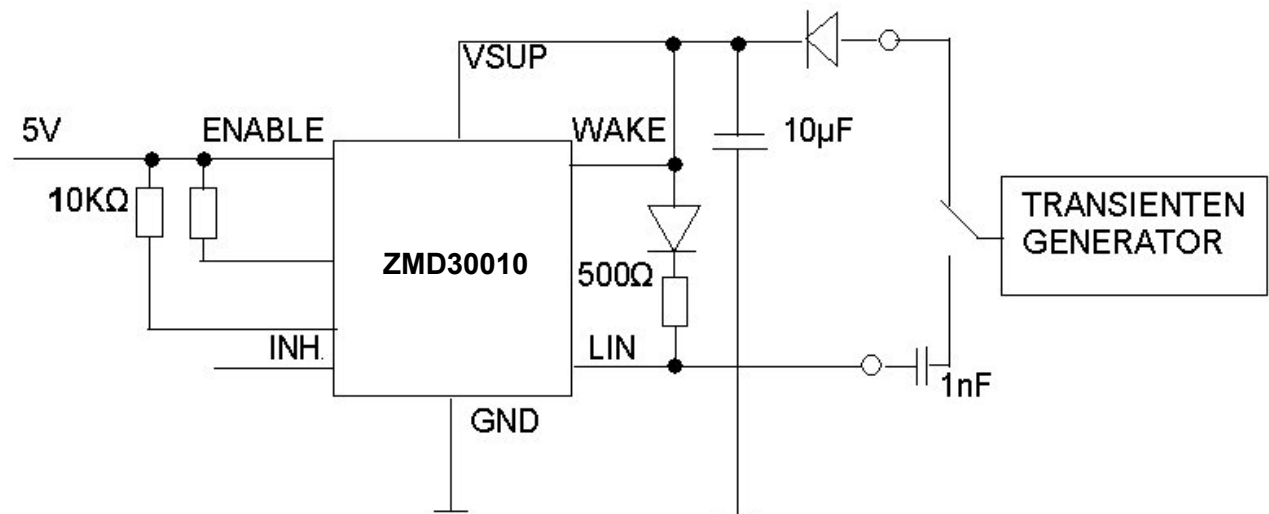 VSUP
5V
ENABLE
WAKE
10µF
10KΩ
TRANSIENTEN
GENERATOR
ZMD30010
500Ω
INH.
LIN
1nF
GND